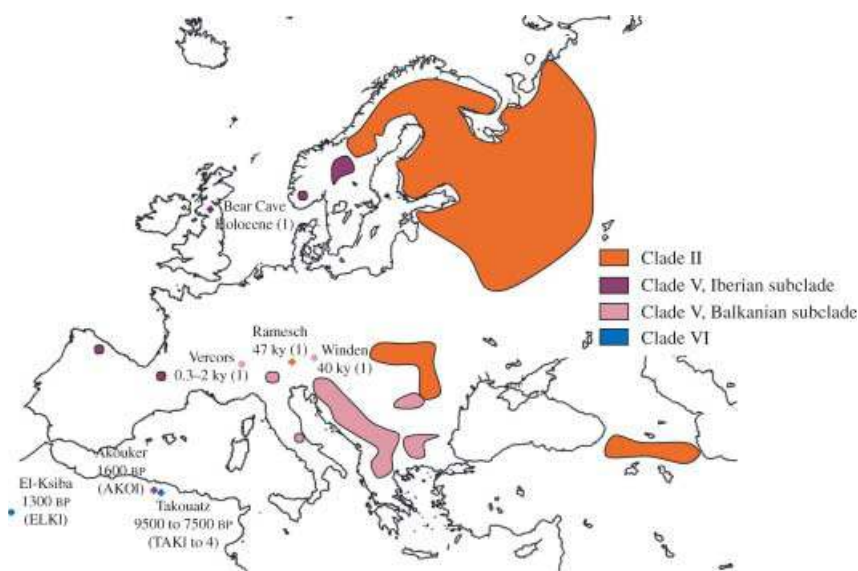 Bear Cave
Holocene (1)
Clade II
Clade V, Iberian subclade
Clade V, Balkanian subclade
Clade VI
Ramesch
47 ky (1)
Vercors
0.3–2 ky (1)
Winden
40 ky (1)
Akouker
1600 BP
(AKOI)
El-Ksiba
1300 BP
(ELKI)
Takouatz
9500 to 7500 BP
(TAKI to 4)